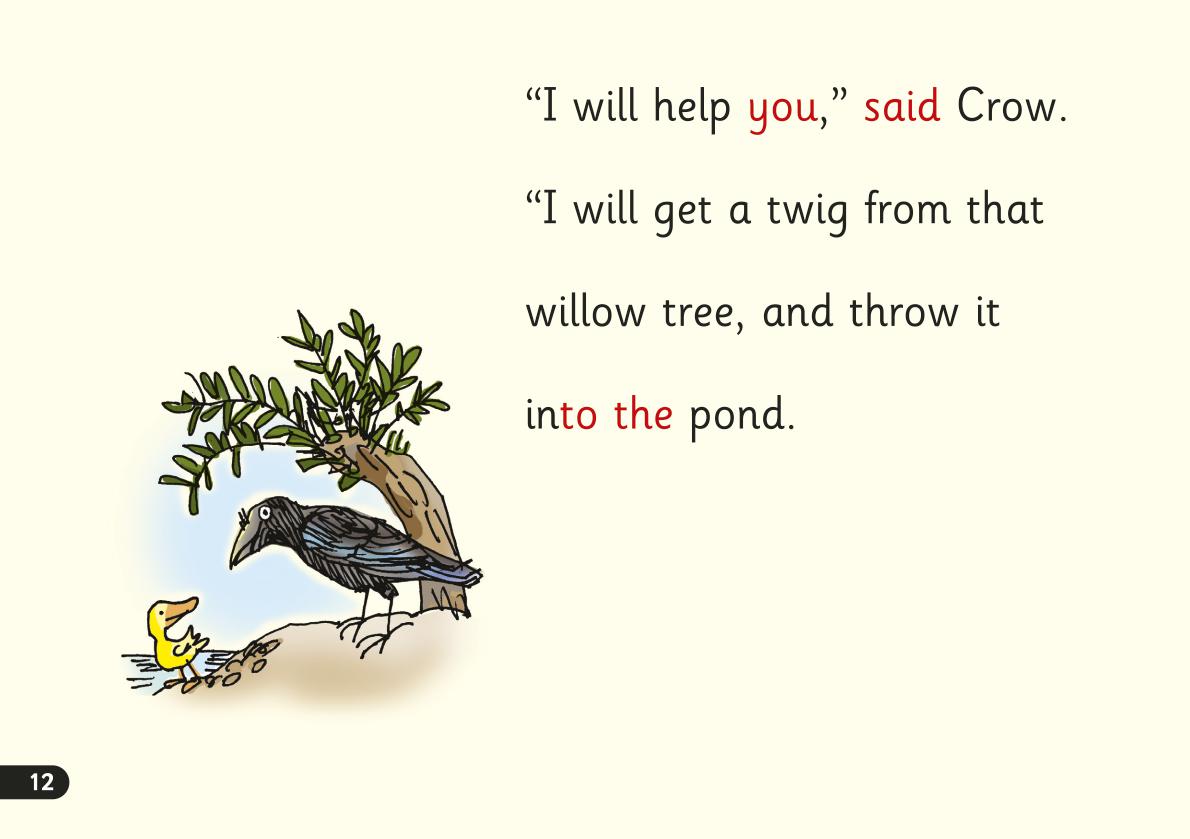 “I will help you,” said Crow.
“I will get a twig from that
willow tree, and throw it
into the pond.
12